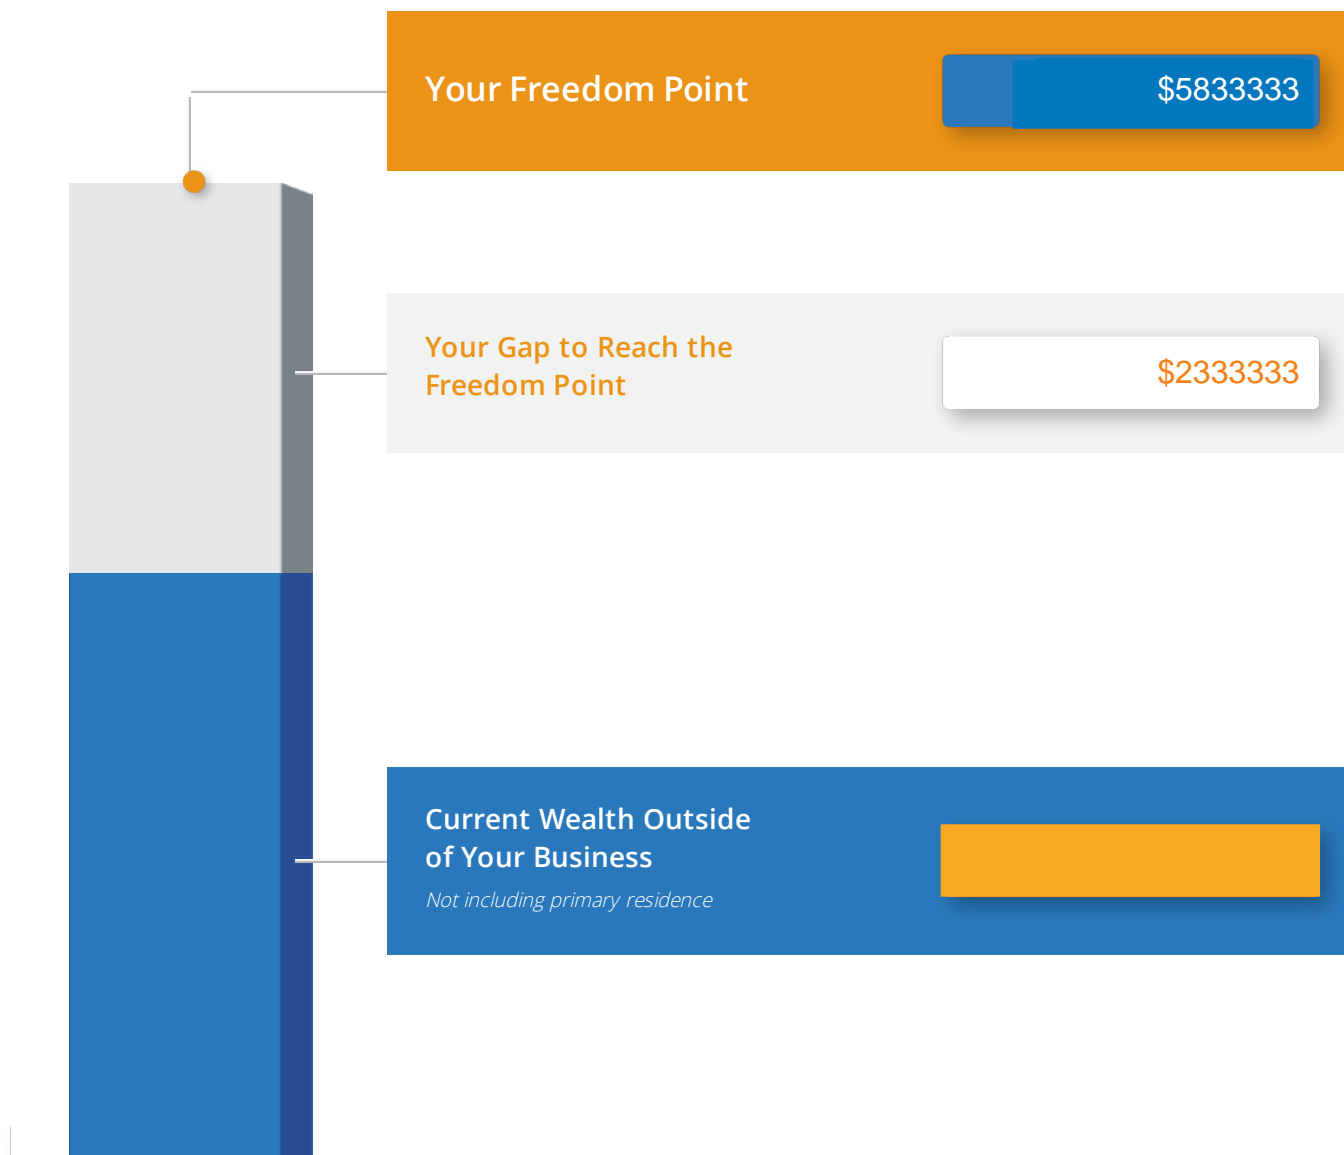 Your Freedom Point
$5833333
Your Gap to Reach the
Freedom Point
$2333333
Current Wealth Outside
of Your Business
Not including primary residence